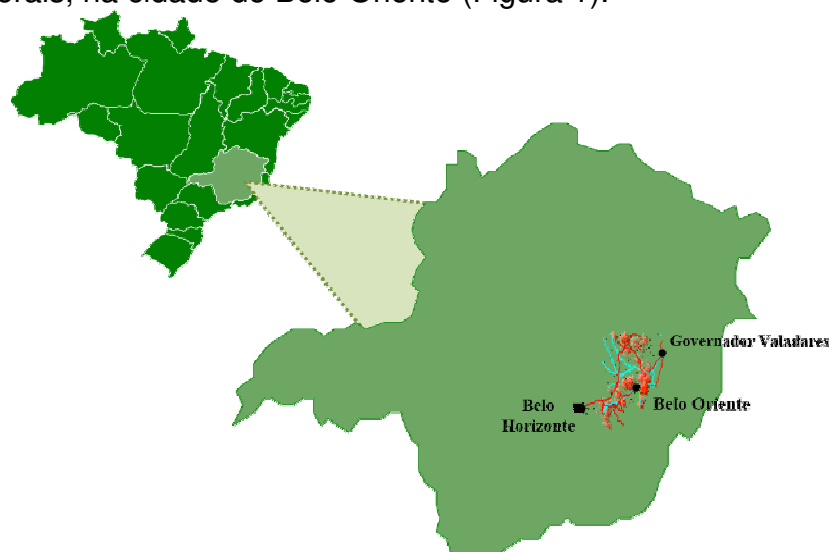 erais, na cidade de Belo Oriente (Figura 1).
Governador Valadares
Belo Oriente
Belo
Horizonte